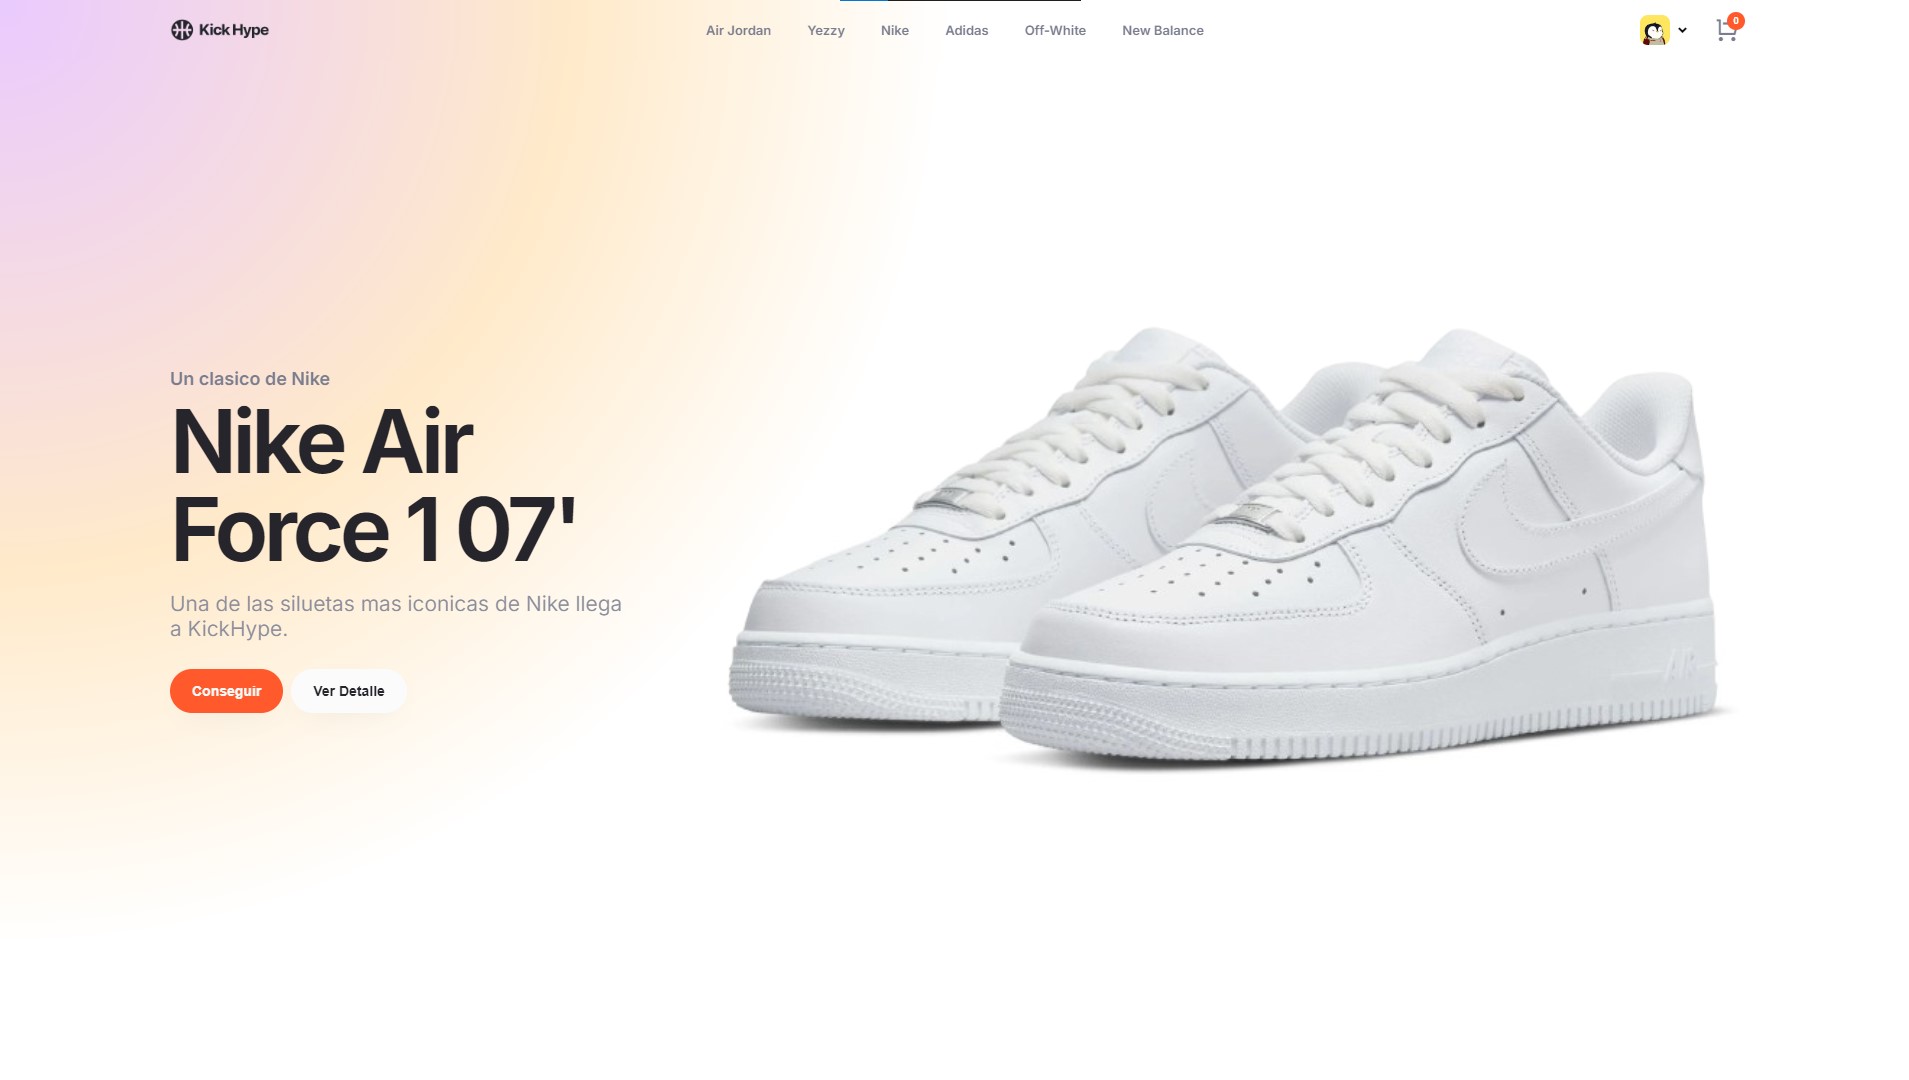 Kick Hype
Air Jordan
Yezzy
Nike
Adidas
Off-White
New Balance
0
Un clasico de Nike
Nike Air
Force 1 07'
Una de las siluetas mas iconicas de Nike llega
a KickHype.
Conseguir
Ver Detalle